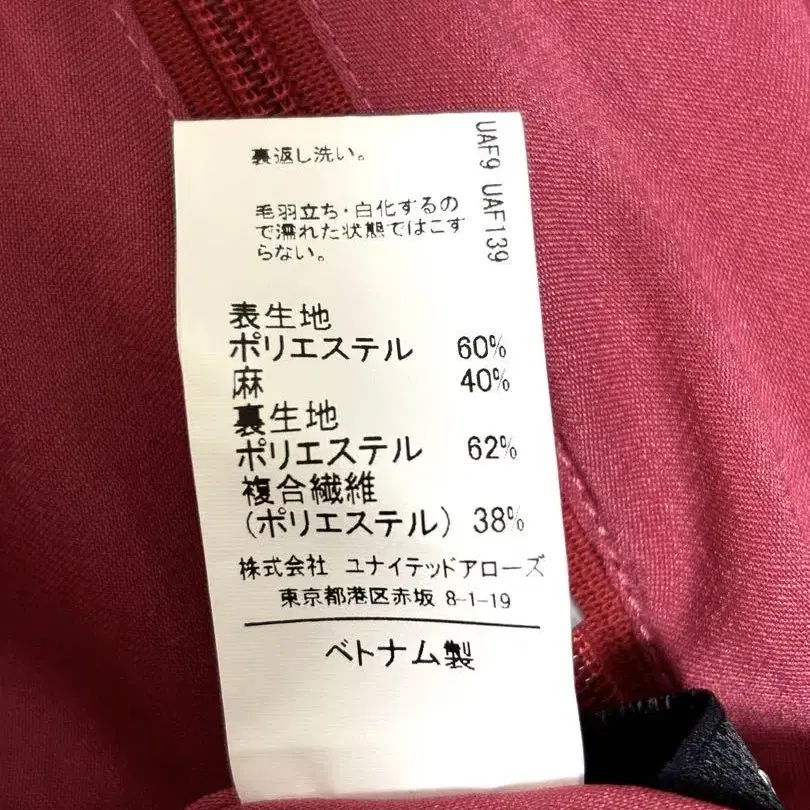 裏返し洗い。
毛羽立ち・白化するの
で濡れた状態ではこす
らない。
表生地
ポリエステル 60%
麻 40%
裏生地
ポリエステル 62%
複合繊維
(ポリエステル) 38%
株式会社 ユナイテッドアローズ
東京都港区赤坂 8-1-19
ベトナム製
UAF9 UAF139